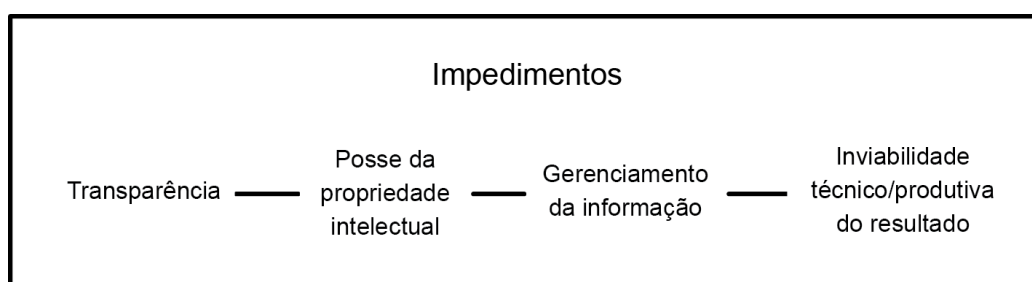 Impedimentos
Transparência
Posse da
propriedade
intelectual
Gerenciamento
da informação
Inviabilidade
técnico/produtiva
do resultado